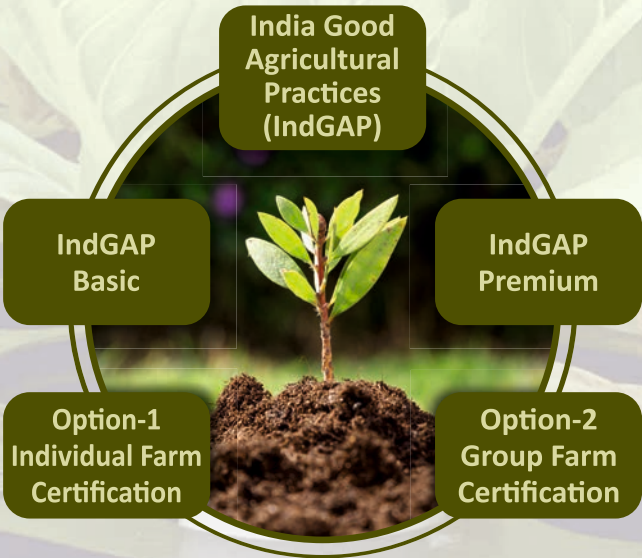 India Good
Agricultural
Practices
(IndGAP)
IndGAP
Basic
IndGAP
Premium
Option-1
Individual Farm
Certification
Option-2
Group Farm
Certification